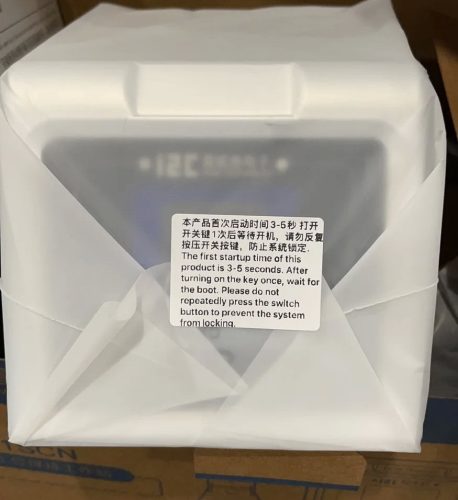 本产品首次启动时间3-5秒 打开
开关键1次后等待开机，请勿反复
按压开关按键，防止系统锁定.
The first startup time of this
product is 3-5 seconds. After
turning on the key once, wait for
the boot. Please do not
repeatedly press the switch
button to prevent the system
from locking.